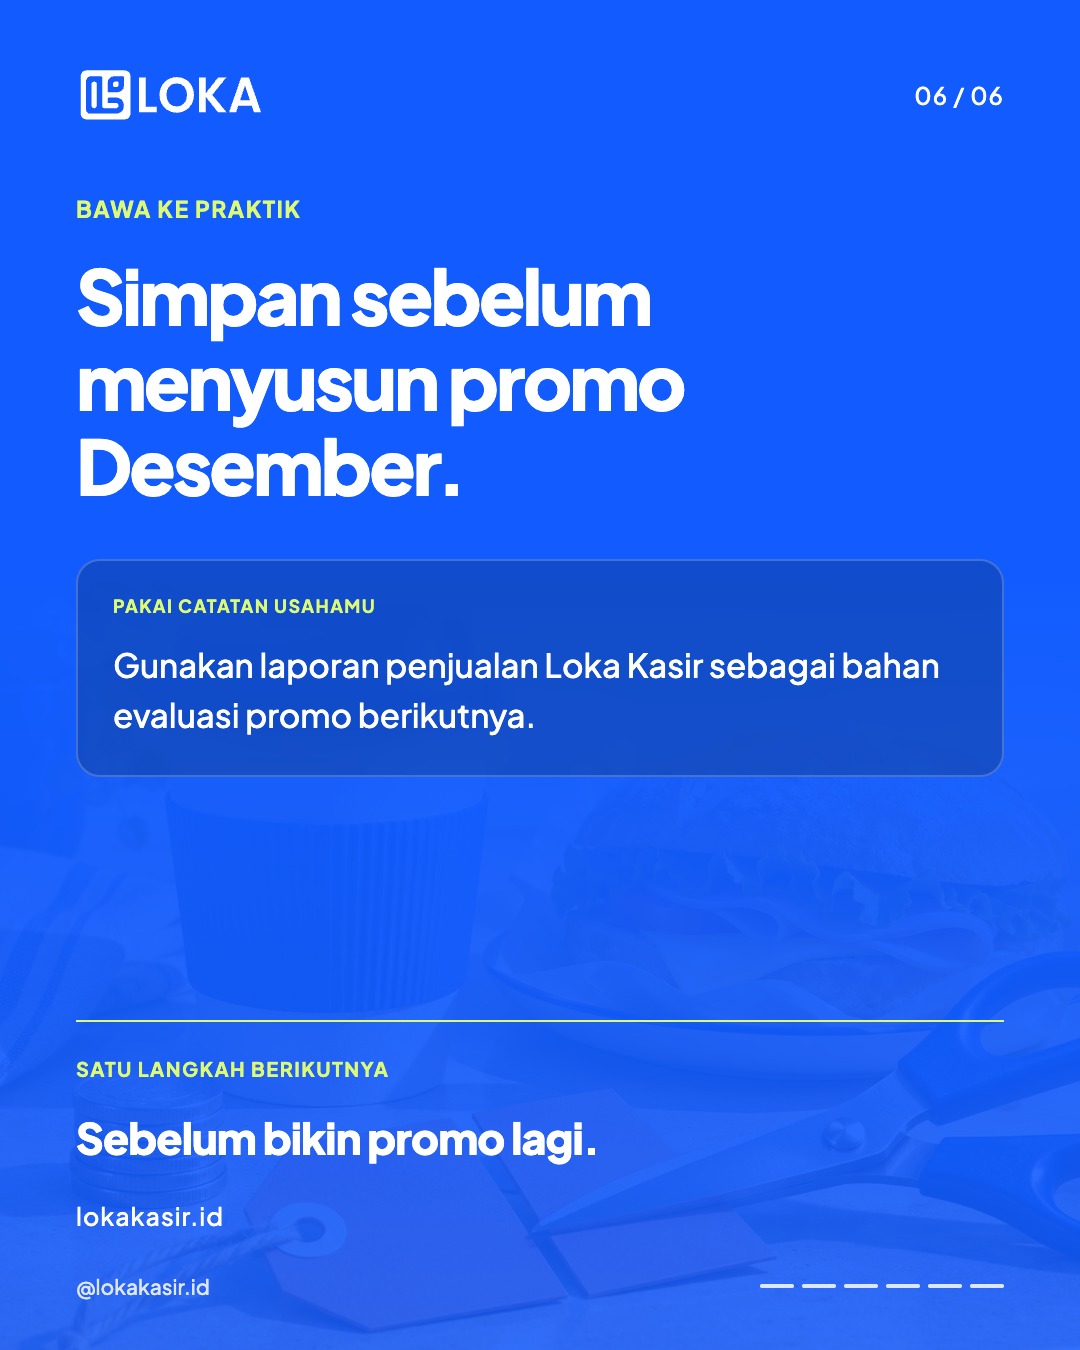 LOKA
06 / 06
BAWA KE PRAKTIK
Simpan sebelum
menyusun promo
Desember.
PAKAI CATATAN USAHAMU
Gunakan laporan penjualan Loka Kasir sebagai bahan
evaluasi promo berikutnya.
SATU LANGKAH BERIKUTNYA
Sebelum bikin promo lagi.
lokakasir.id
@lokakasir.id